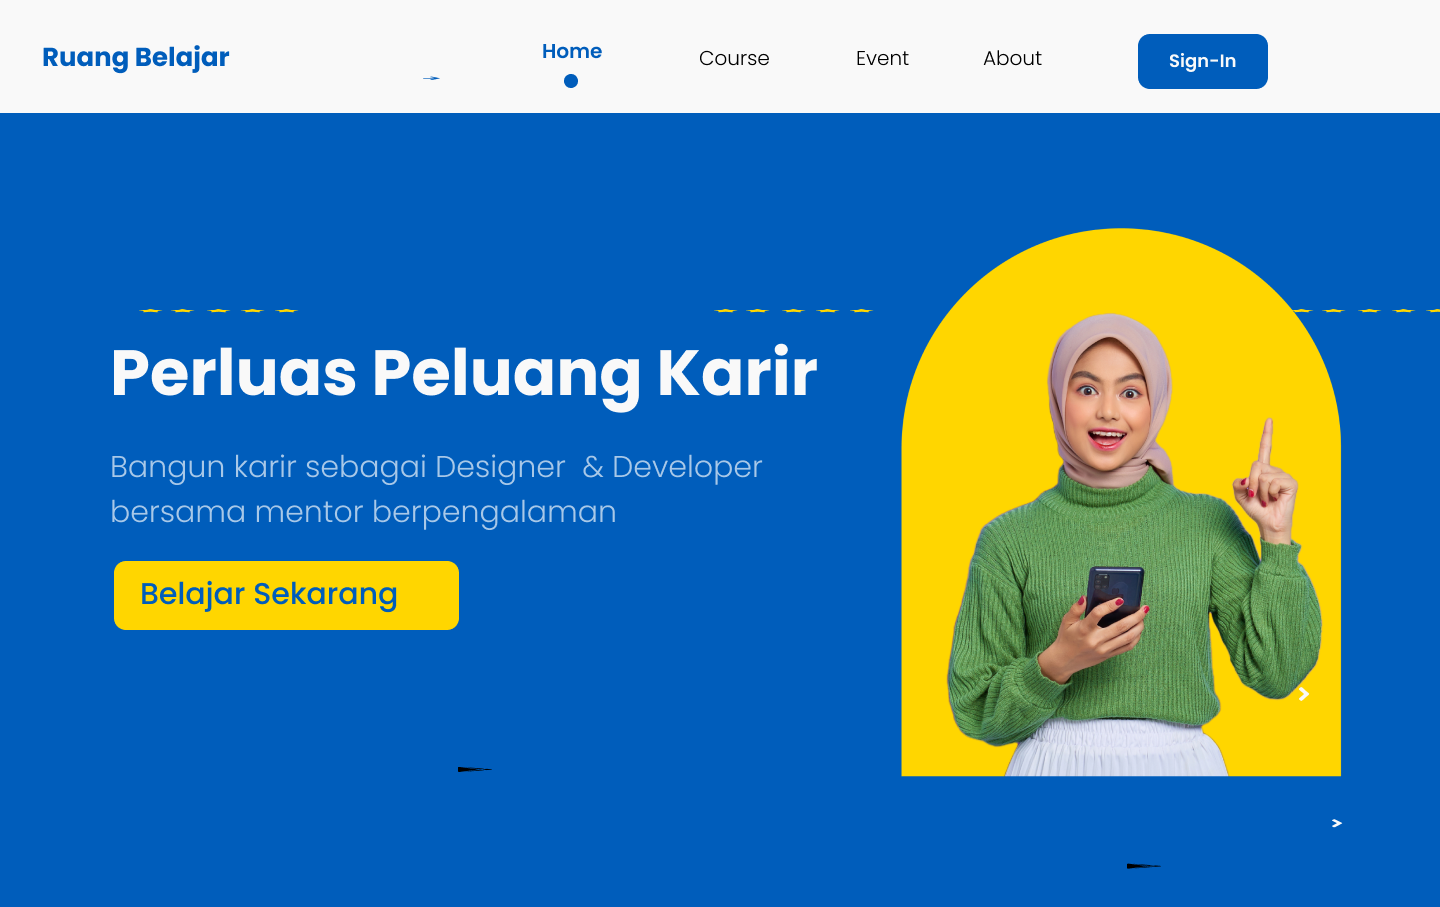 Ruang Belajar
Home
Course
Event
About
Sign-In
Perluas Peluang Karir
Bangun karir sebagai Designer & Developer
bersama mentor berpengalaman
Belajar Sekarang